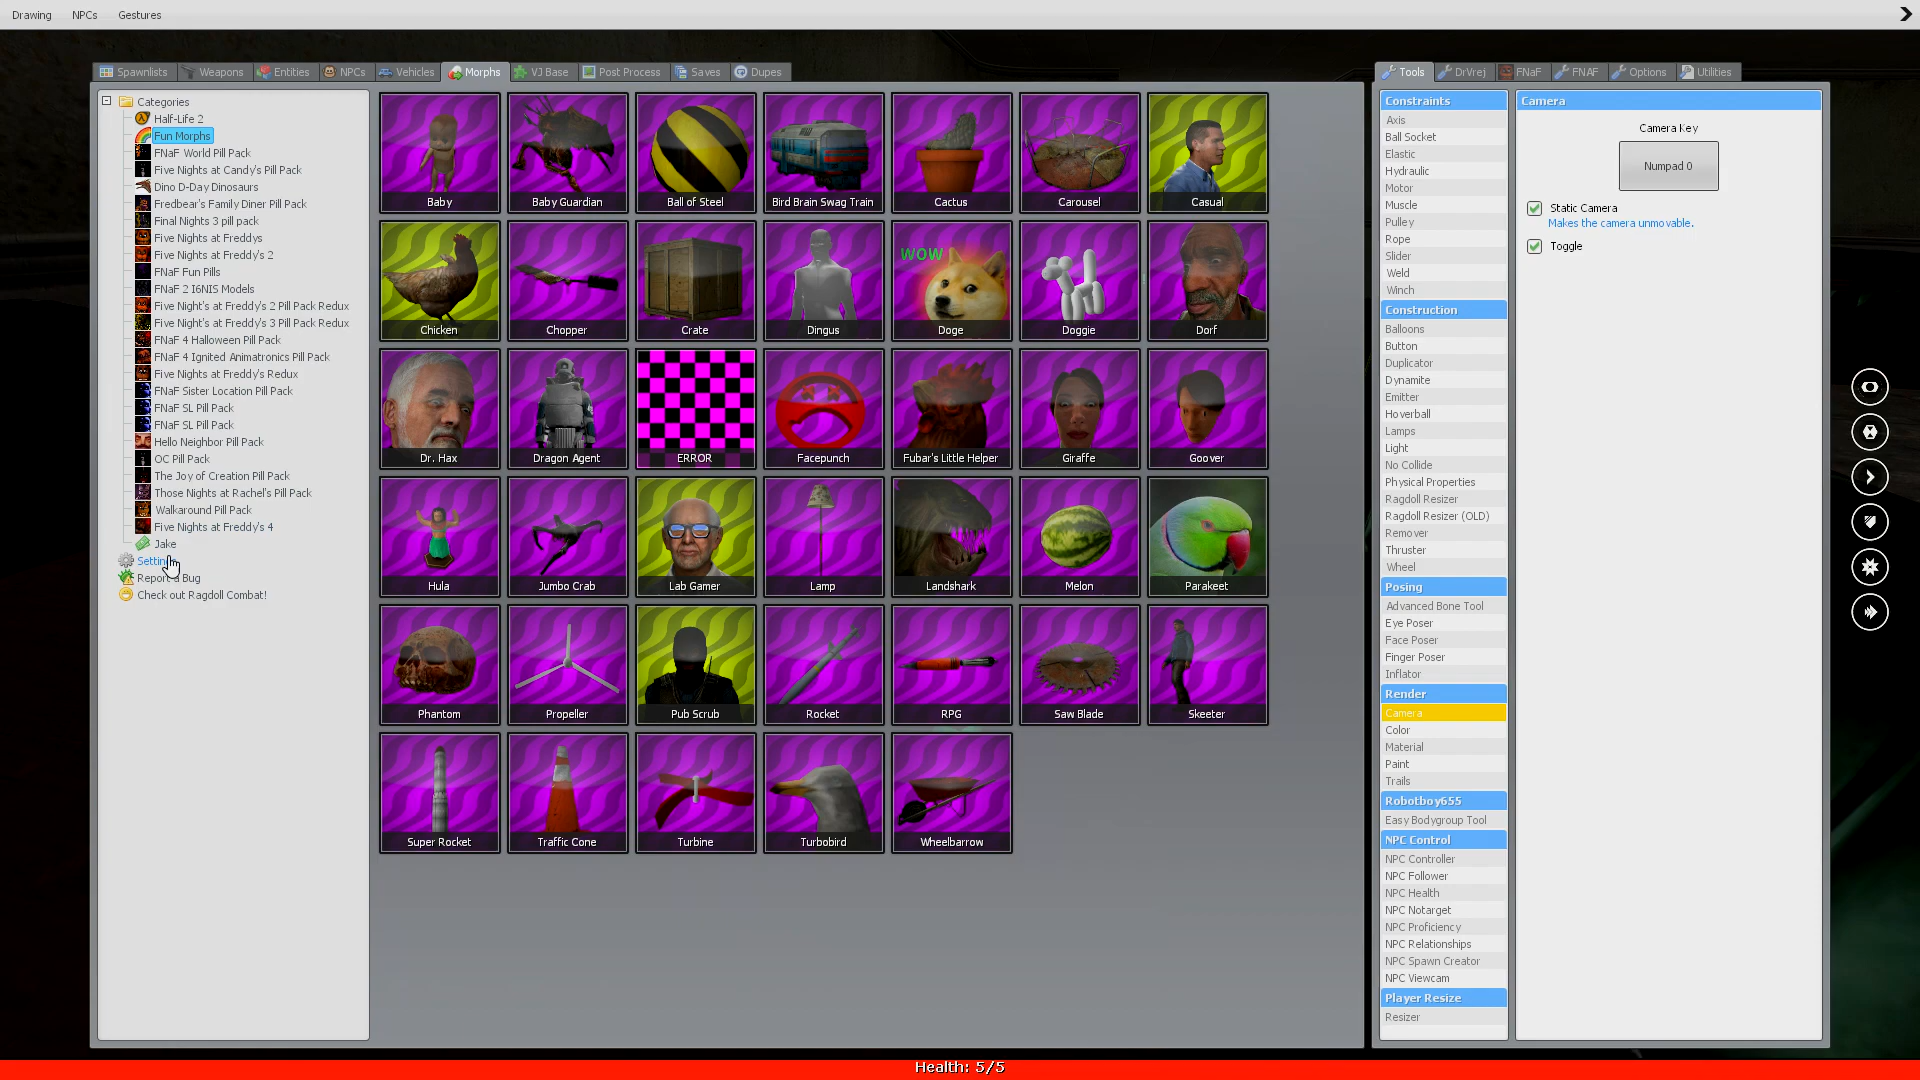 Drawing NPCs Gestures
Spawnlists Weapons Entities NPCs Vehicles Morphs VJ Base Post Process Saves Dupes
Categories
Half-Life 2
Fun Morphs
FNaF World Pill Pack
Five Nights at Candy's Pill Pack
Dino D-Day Dinosaurs
Fredbear's Family Diner Pill Pack
Final Nights 3 pill pack
Five Nights at Freddys
Five Nights at Freddy's 2
FNaF Fun Pills
FNaF 2 I6NIS Models
Five Night's at Freddy's 2 Pill Pack Redux
Five Night's at Freddy's 3 Pill Pack Redux
FNAF 4 Halloween Pill Pack
FNAF 4 Ignited Animatronics Pill Pack
Five Nights at Freddy's Redux
FNaF Sister Location Pill Pack
FNaF SL Pill Pack
FNaF SL Pill Pack
Hello Neighbor Pill Pack
OC Pill Pack
The Joy of Creation Pill Pack
Those Nights at Rachel's Pill Pack
Walkaround Pill Pack
Five Nights at Freddy's 4
Jake
Report a Bug
Check out Ragdoll Combat!
Baby Baby Guardian Ball of Steel Bird Brain Swag Train Cactus Carousel Casual
WOW
Chicken Chopper Crate Dingus Doge Doggie Dorf
Dr. Hax Dragon Agent ERROR Facepunch Fubar's Little Helper Giraffe Goover
Hula Jumbo Crab Lab Gamer Lamp Landshark Melon Parakeet
Phantom Propeller Pub Scrub Rocket RPG Saw Blade Skeeter
Super Rocket Traffic Cone Turbine Turbobird Wheelbarrow
Tools DrVrej FNaF FNAF Options Utilities
Constraints
Axis
Ball Socket
Elastic
Hydraulic
Motor
Muscle
Pulley
Rope
Slider
Weld
Winch
Construction
Balloons
Button
Duplicator
Dynamite
Emitter
Hoverball
Lamps
Light
No Collide
Physical Properties
Ragdoll Resizer
Ragdoll Resizer (OLD)
Remover
Thruster
Wheel
Posing
Advanced Bone Tool
Eye Poser
Face Poser
Finger Poser
Inflator
Render
Camera
Color
Material
Paint
Trails
Robotboy655
Easy Bodygroup Tool
NPC Control
NPC Controller
NPC Follower
NPC Health
NPC Notarget
NPC Proficiency
NPC Relationships
NPC Spawn Creator
NPC Viewcam
Player Resize
Resizer
Camera
Camera Key
Numpad 0
Static Camera
Makes the camera unmovable.
Toggle
Health: 5/5